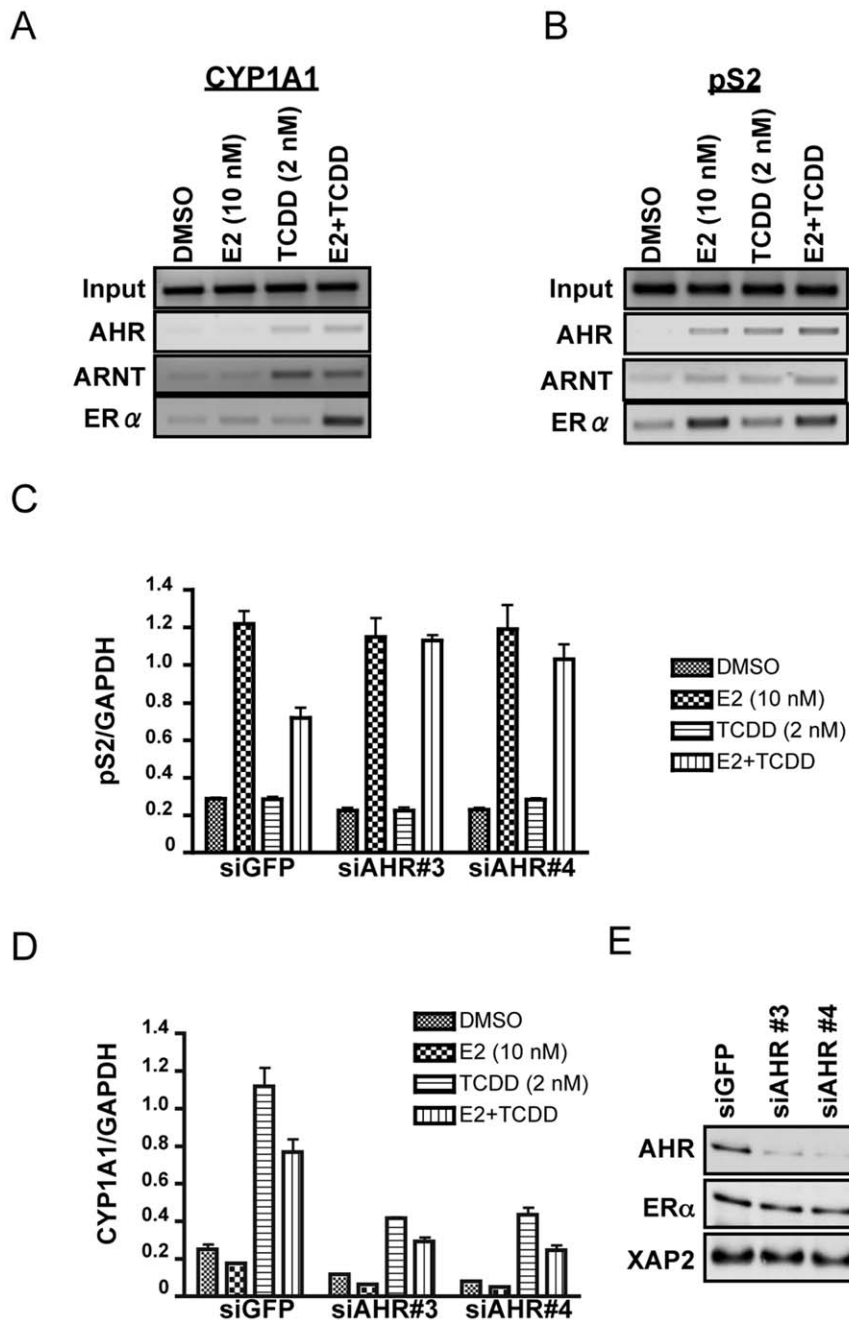 A
CYP1A1
DMSO
E2 (10 nM)
TCDD (2 nM)
E2+TCDD
Input
AHR
ARNT
ER α
B
pS2
DMSO
E2 (10 nM)
TCDD (2 nM)
E2+TCDD
Input
AHR
ARNT
ER α
C
pS2/GAPDH
1.4
1.2
1.0
0.8
0.6
0.4
0.2
0
siGFP
siAHR#3
siAHR#4
DMSO
E2 (10 nM)
TCDD (2 nM)
E2+TCDD
D
CYP1A1/GAPDH
1.4
1.2
1.0
0.8
0.6
0.4
0.2
0
siGFP
siAHR#3
siAHR#4
DMSO
E2 (10 nM)
TCDD (2 nM)
E2+TCDD
E
siGFP
siAHR #3
siAHR #4
AHR
ERα
XAP2